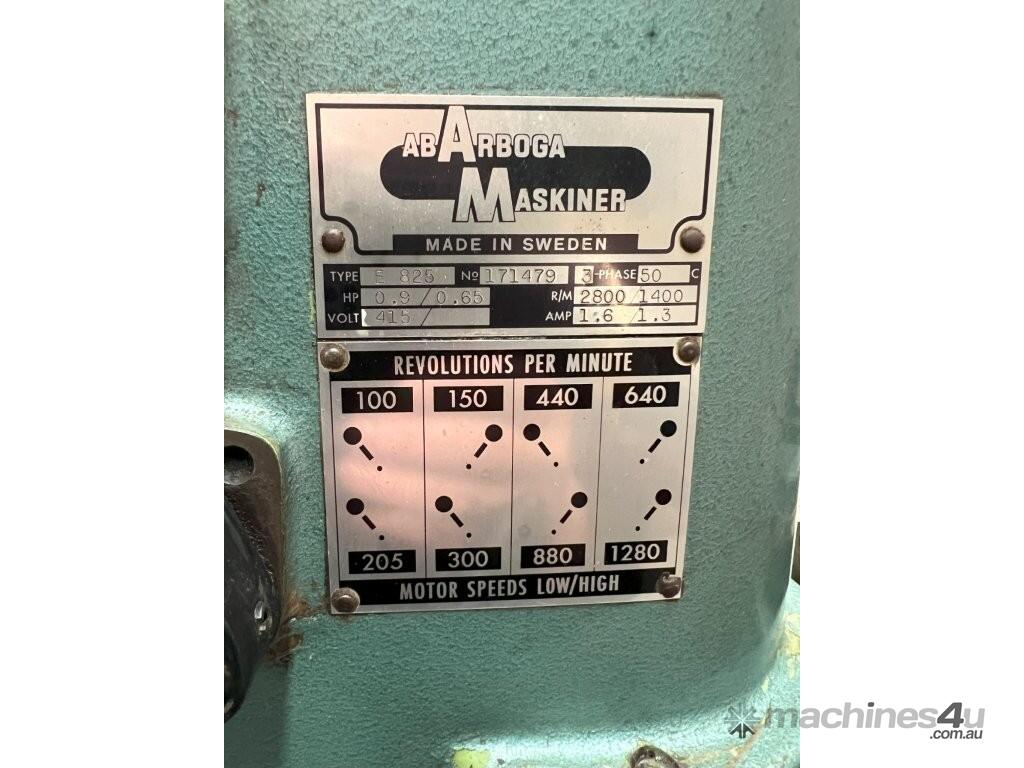 AB ARBOGA
MASKINER
MADE IN SWEDEN
TYPE E 825 No 171479 3-PHASE 50 C
HP 0.9/0.65 R/M 2800/1400
VOLT 415/ AMP 1.6/1.3
REVOLUTIONS PER MINUTE
100 150 440 640
205 300 880 1280
MOTOR SPEEDS LOW/HIGH
machines4u
.com.au